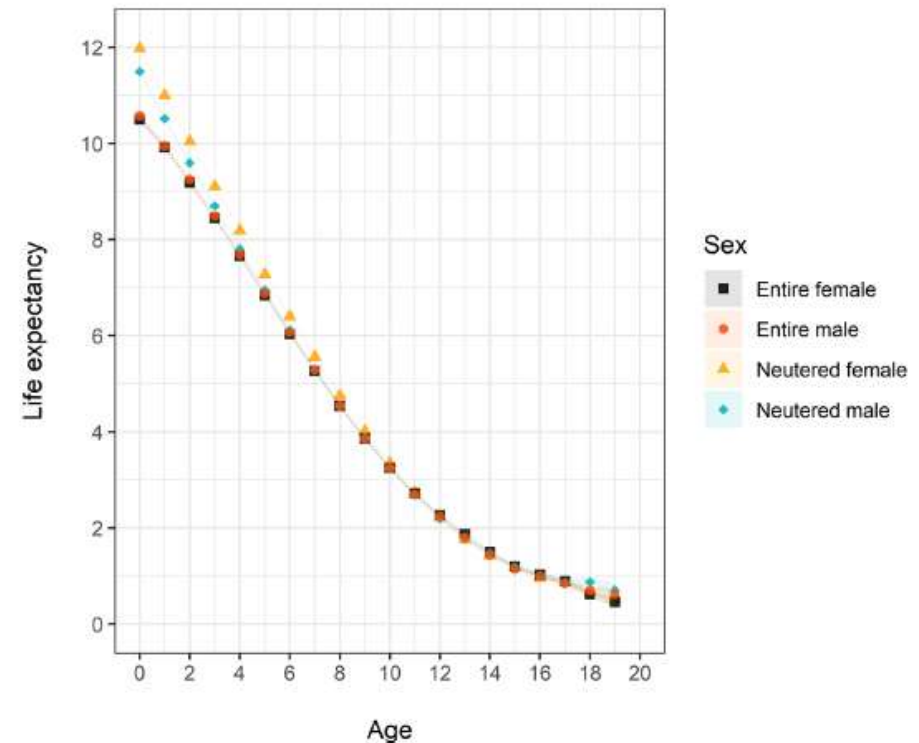 12
10
8
6
4
2
0
Life expectancy
0 2 4 6 8 10 12 14 16 18 20
Age
Sex
Entire female
Entire male
Neutered female
Neutered male